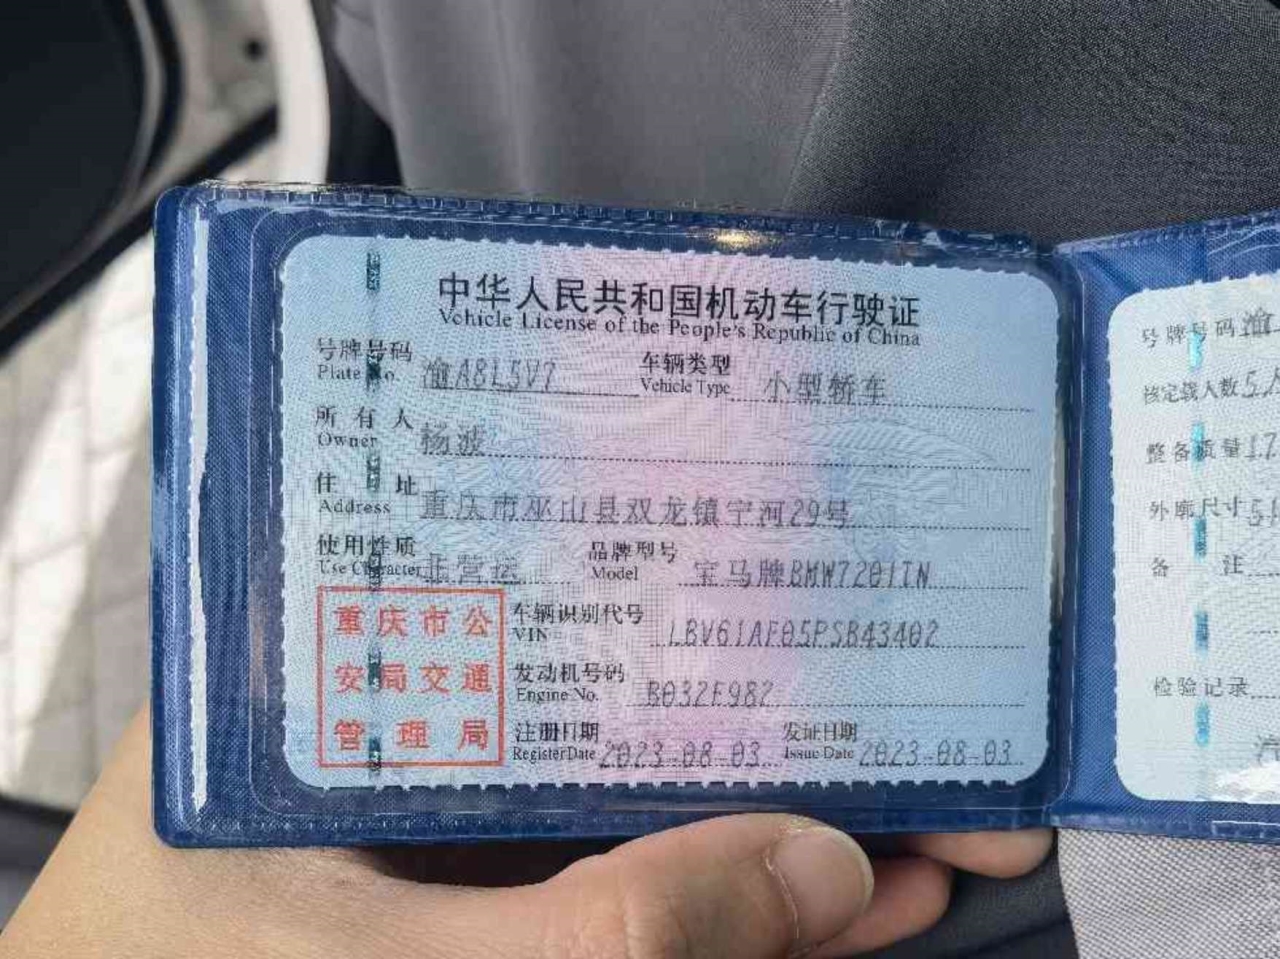 中华人民共和国机动车行驶证
Vehicle License of the People's Republic of China
号牌号码 Plate No. 渝A8L5V7 车辆类型 Vehicle Type 小型轿车
所有人 Owner 杨波
住址 Address 重庆市巫山县双龙镇宁河29号
使用性质 Use Character 非营运 品牌型号 Model 宝马牌BMW7201TN
车辆识别代号 VIN LBV61AF05PSB43402
发动机号码 Engine No. B032F982
注册日期 Register Date 2023-08-03 发证日期 Issue Date 2023-08-03
重庆市公
安局交通
管理局
号牌号码 渝
核定载人数 5人
整备质量 17
外廓尺寸 51
备注
检验记录